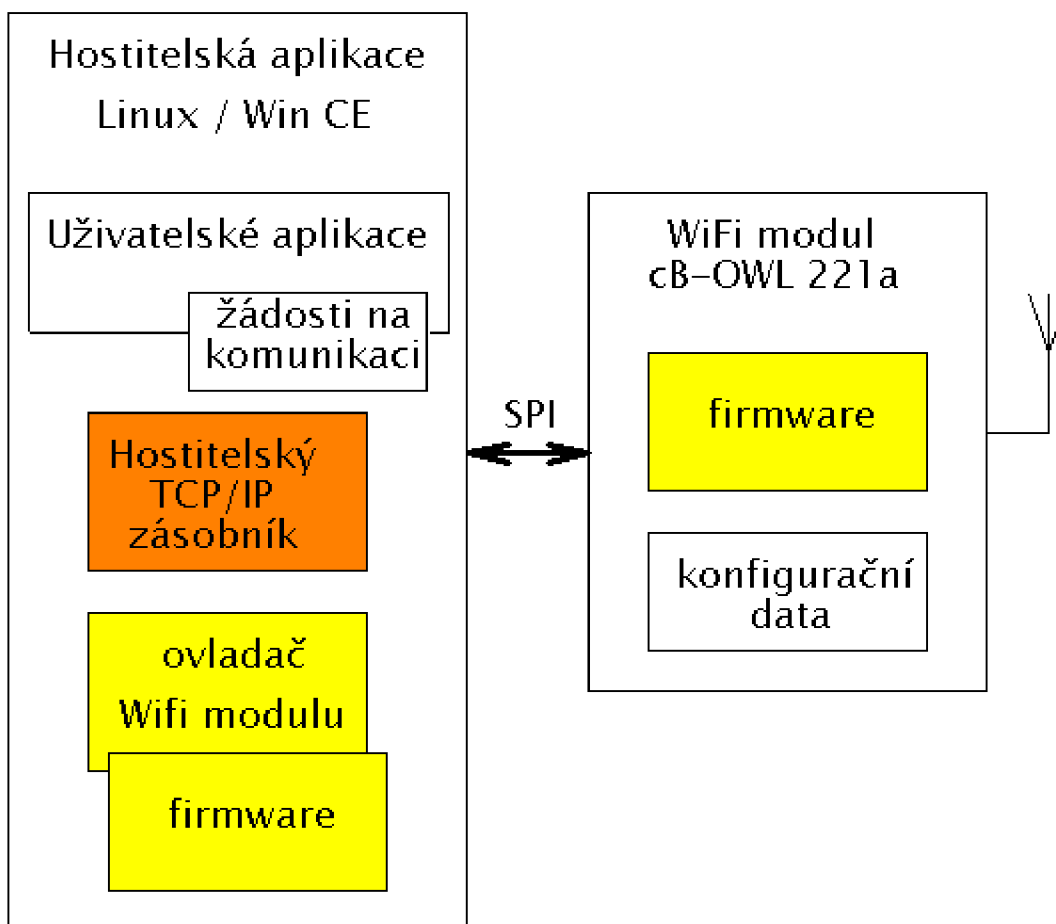 Hostitelská aplikace
Linux / Win CE
Uživatelské aplikace
žádosti na
komunikaci
Hostitelský
TCP/IP
zásobník
ovladač
Wifi modulu
firmware
SPI
WiFi modul
cB-OWL 221a
firmware
konfigurační
data